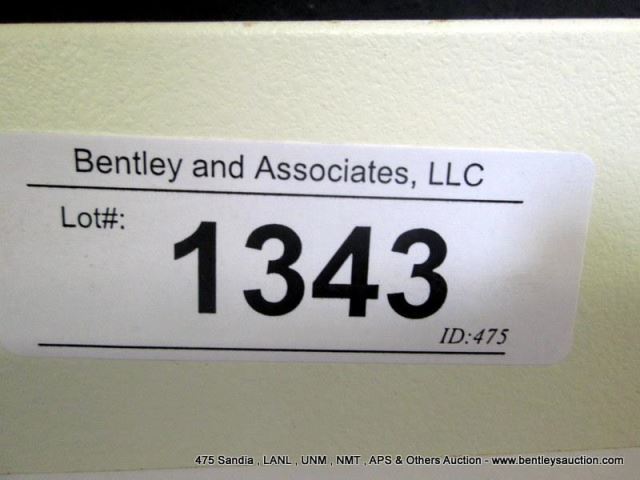 Bentley and Associates, LLC
Lot#:
1343
ID:475
475 Sandia , LANL , UNM , NMT , APS & Others Auction - www.bentleysauction.com